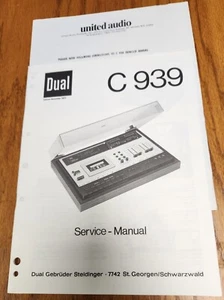 united audio
Dual
C 939
Service - Manual
Dual Gebrüder Steidinger · 7742 St. Georgen/Schwarzwald